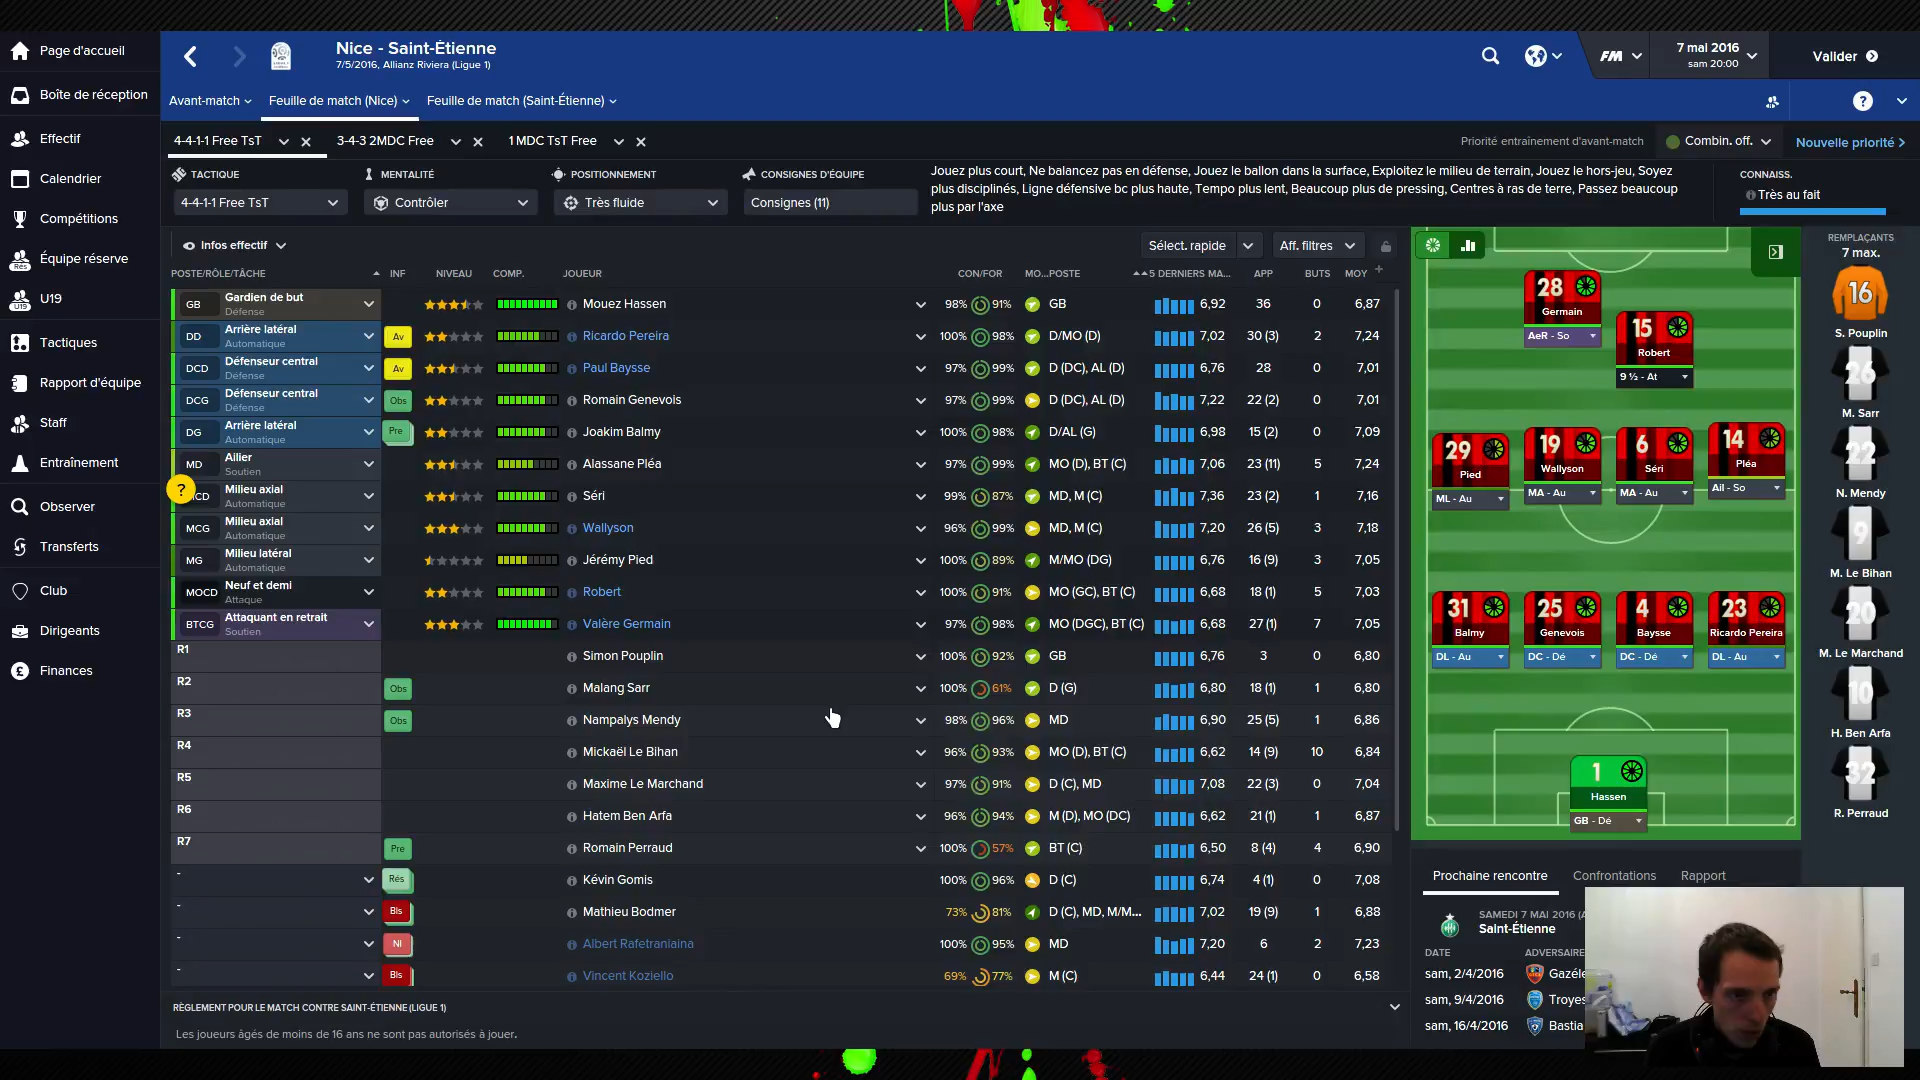 Page d'accueil
Boîte de réception
Effectif
Calendrier
Compétitions
Rés
Équipe réserve
U19
U19
Tactiques
Rapport d'équipe
Staff
Entraînement
Observer
Transferts
Club
Dirigeants
Finances
Nice - Saint-Étienne
7/5/2016, Allianz Riviera (Ligue 1)
FM
7 mai 2016
sam 20:00
Valider
Avant-match
Feuille de match (Nice)
Feuille de match (Saint-Étienne)
?
4-4-1-1 Free TsT
3-4-3 2MDC Free
1 MDC TsT Free
Priorité entraînement d'avant-match
Combin. off.
Nouvelle priorité >
TACTIQUE
MENTALITÉ
POSITIONNEMENT
CONSIGNES D'ÉQUIPE
4-4-1-1 Free TsT
Contrôler
Très fluide
Consignes (11)
Jouez plus court, Ne balancez pas en défense, Jouez le ballon dans la surface, Exploitez le milieu de terrain, Jouez le hors-jeu, Soyez
plus disciplinés, Ligne défensive bc plus haute, Tempo plus lent, Beaucoup plus de pressing, Centres à ras de terre, Passez beaucoup
plus par l'axe
CONNAISS.
Très au fait
Infos effectif
Sélect. rapide
Aff. filtres
POSTE/RÔLE/TÂCHE INF NIVEAU COMP. JOUEUR CON/FOR MO... POSTE 5 DERNIERS MA... APP BUTS MOY +
GB Gardien de but Défense Mouez Hassen 98% 91% GB 6,92 36 0 6,87
DD Arrière latéral Automatique Av Ricardo Pereira 100% 98% D/MO (D) 7,02 30 (3) 2 7,24
DCD Défenseur central Défense Av Paul Baysse 97% 99% D (DC), AL (D) 6,76 28 0 7,01
DCG Défenseur central Défense Obs Romain Genevois 97% 99% D (DC), AL (D) 7,22 22 (2) 0 7,01
DG Arrière latéral Automatique Pre Joakim Balmy 100% 98% D/AL (G) 6,98 15 (2) 0 7,09
MD Ailier Soutien Alassane Pléa 97% 99% MO (D), BT (C) 7,06 23 (11) 5 7,24
? CD Milieu axial Automatique Séri 99% 87% MD, M (C) 7,36 23 (2) 1 7,16
MCG Milieu axial Automatique Wallyson 96% 99% MD, M (C) 7,20 26 (5) 3 7,18
MG Milieu latéral Automatique Jérémy Pied 100% 89% M/MO (DG) 6,76 16 (9) 3 7,05
MOCD Neuf et demi Attaque Robert 100% 91% MO (GC), BT (C) 6,68 18 (1) 5 7,03
BTCG Attaquant en retrait Soutien Valère Germain 97% 98% MO (DGC), BT (C) 6,68 27 (1) 7 7,05
R1 Simon Pouplin 100% 92% GB 6,76 3 0 6,80
R2 Obs Malang Sarr 100% 61% D (G) 6,80 18 (1) 1 6,80
R3 Obs Nampalys Mendy 98% 96% MD 6,90 25 (5) 1 6,86
R4 Mickaël Le Bihan 96% 93% MO (D), BT (C) 6,62 14 (9) 10 6,84
R5 Maxime Le Marchand 97% 91% D (C), MD 7,08 22 (3) 0 7,04
R6 Hatem Ben Arfa 96% 94% M (D), MO (DC) 6,62 21 (1) 1 6,87
R7 Pre Romain Perraud 100% 57% BT (C) 6,50 8 (4) 4 6,90
- Rés Kévin Gomis 100% 96% D (C) 6,74 4 (1) 0 7,08
- Bls Mathieu Bodmer 73% 81% D (C), MD, M/M... 7,02 19 (9) 1 6,88
- NI Albert Rafetraniaina 100% 95% MD 7,20 6 2 7,23
- Bls Vincent Koziello 69% 77% M (C) 6,44 24 (1) 0 6,58
RÈGLEMENT POUR LE MATCH CONTRE SAINT-ÉTIENNE (LIGUE 1)
Les joueurs âgés de moins de 16 ans ne sont pas autorisés à jouer.
28
Germain
AeR - So
15
Robert
9 ½ - At
29
Pied
ML - Au
19
Wallyson
MA - Au
6
Séri
MA - Au
14
Pléa
Ail - So
31
Balmy
DL - Au
25
Genevois
DC - Dé
4
Baysse
DC - Dé
23
Ricardo Pereira
DL - Au
1
Hassen
GB - Dé
REMPLAÇANTS
7 max.
16
S. Pouplin
26
M. Sarr
22
N. Mendy
9
M. Le Bihan
20
M. Le Marchand
10
H. Ben Arfa
32
R. Perraud
Prochaine rencontre
Confrontations
Rapport
SAMEDI 7 MAI 2016
Saint-Étienne
DATE ADVERSAIRE
sam, 2/4/2016 Gazéle
sam, 9/4/2016 Troyes
sam, 16/4/2016 Bastia